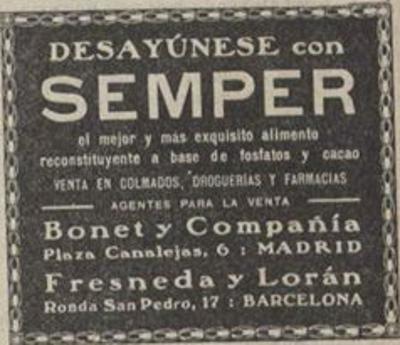 DESAYÚNESE con
SEMPER
el mejor y mas exquisito alimento
reconstituyente a base de fosfatos y cacao
VENTA EN COLMADOS, DROGUERÍAS Y FARMACIAS
AGENTES PARA LA VENTA
Bonet y Compañía
Plaza Canalejas, 6 : MADRID
Fresneda y Lorán
Ronda San Pedro, 17 : BARCELONA